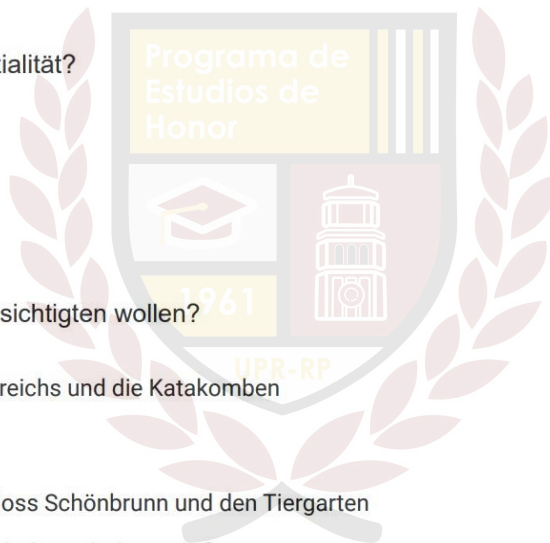 Programa de
Estudios de
Honor
ialität?
1961
sichtigten wollen?
UPR-RP
reichs und die Katakomben
oss Schönbrunn und den Tiergarten